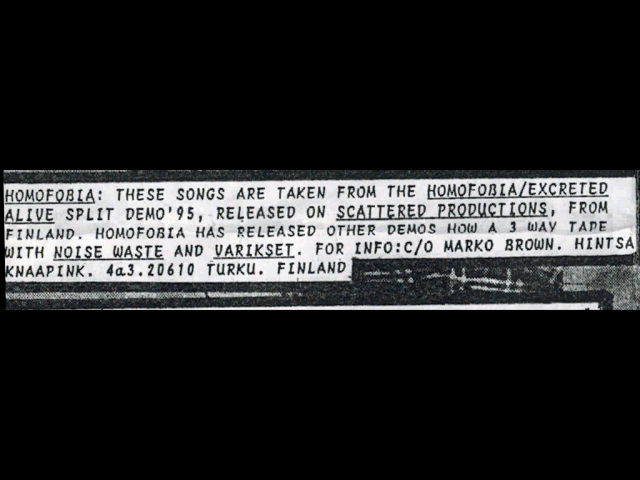 HOMOFOBIA: THESE SONGS ARE TAKEN FROM THE HOMOFOBIA/EXCRETED
ALIVE SPLIT DEMO'95, RELEASED ON SCATTERED PRODUCTIONS, FROM
FINLAND. HOMOFOBIA HAS RELEASED OTHER DEMOS HOW A 3 WAY TAPE
WITH NOISE WASTE AND VARIKSET. FOR INFO:C/O MARKO BROWN. HINTSA
KNAAPINK. 4a3.20610 TURKU. FINLAND